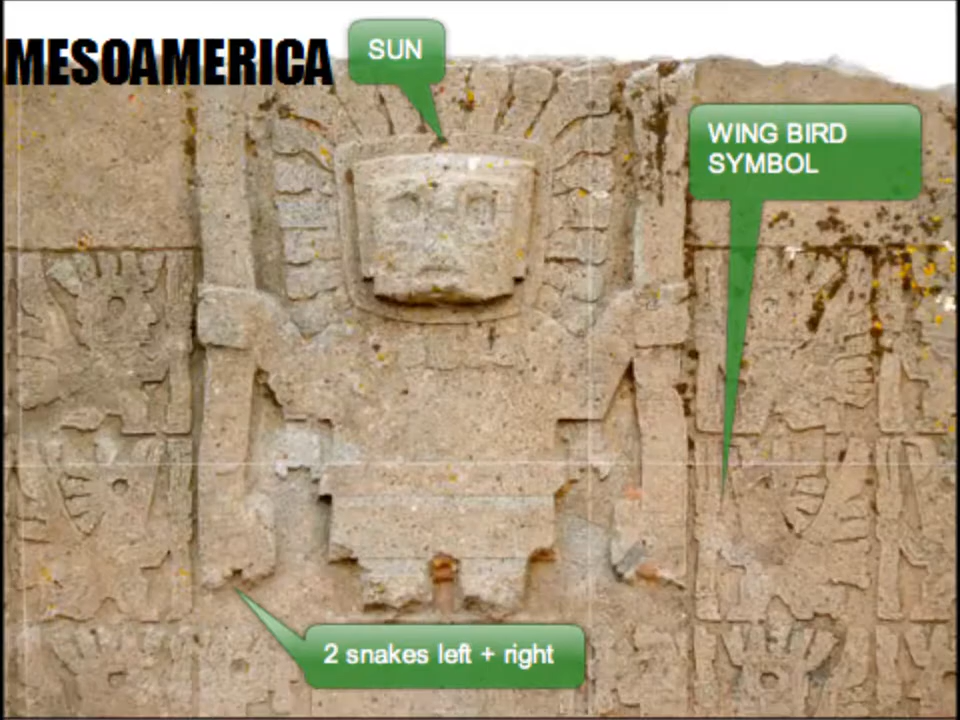 MESOAMERICA
SUN
WING BIRD
SYMBOL
2 snakes left + right